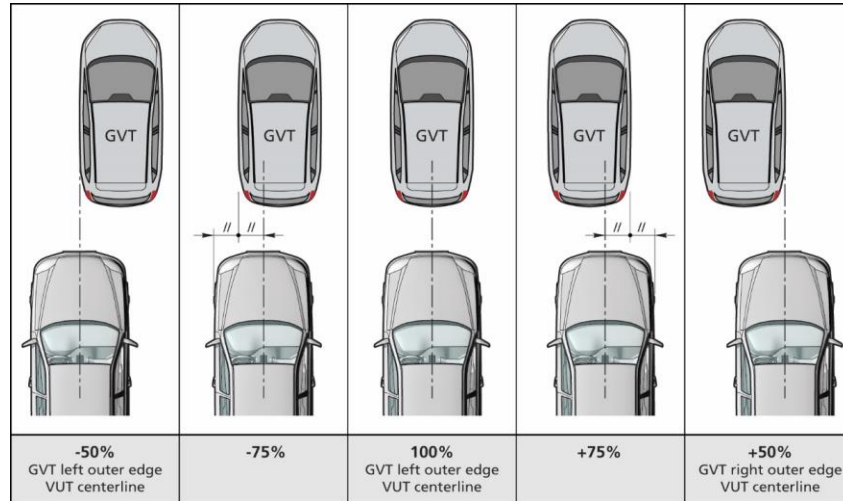 GVT
GVT
GVT
GVT
GVT
// //
// //
-50%
GVT left outer edge
VUT centerline
-75%
100%
GVT left outer edge
VUT centerline
+75%
+50%
GVT right outer edge
VUT centerline